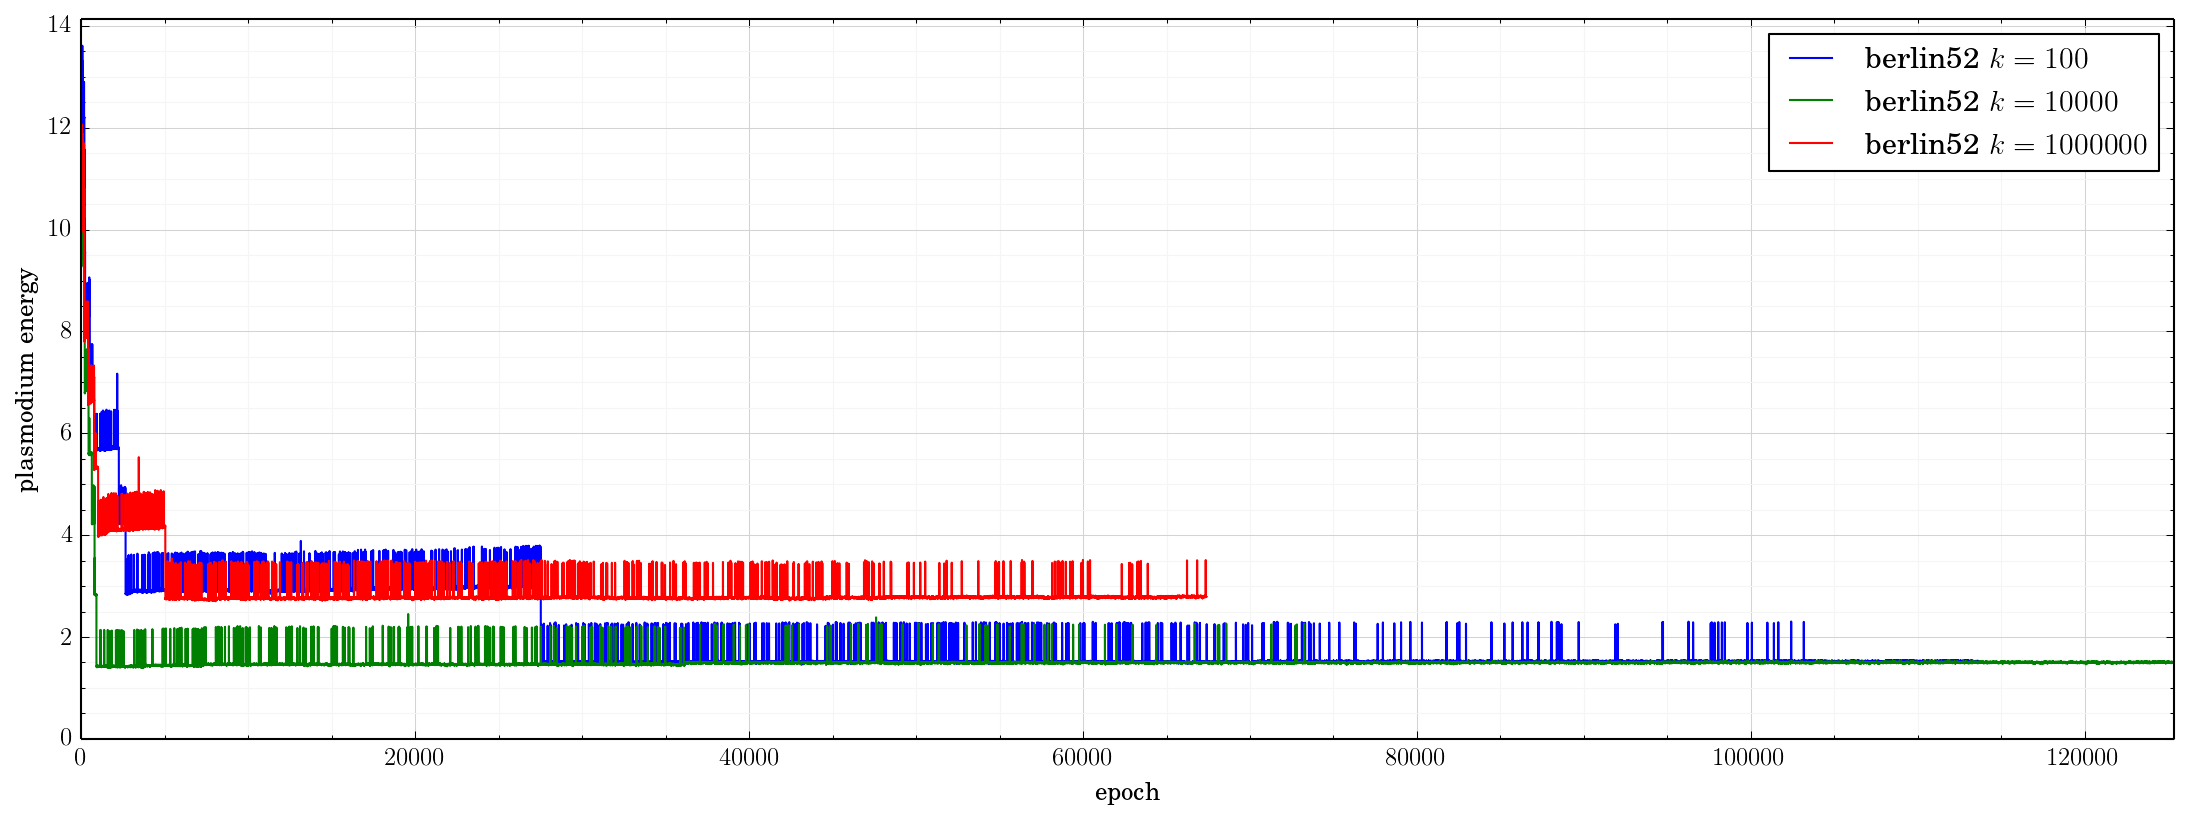 14
12
10
8
6
4
2
0
plasmodium energy
berlin52 k = 100
berlin52 k = 10000
berlin52 k = 1000000
0 20000 40000 60000 80000 100000 120000
epoch